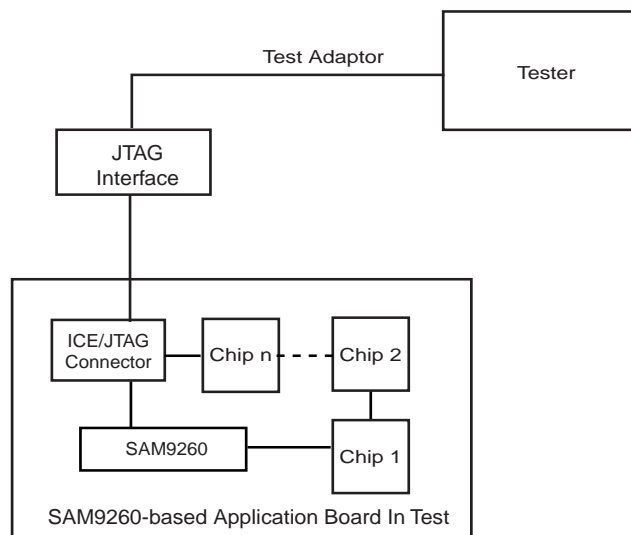 Test Adaptor
Tester
JTAG
Interface
ICE/JTAG
Connector
Chip n
Chip 2
SAM9260
Chip 1
SAM9260-based Application Board In Test